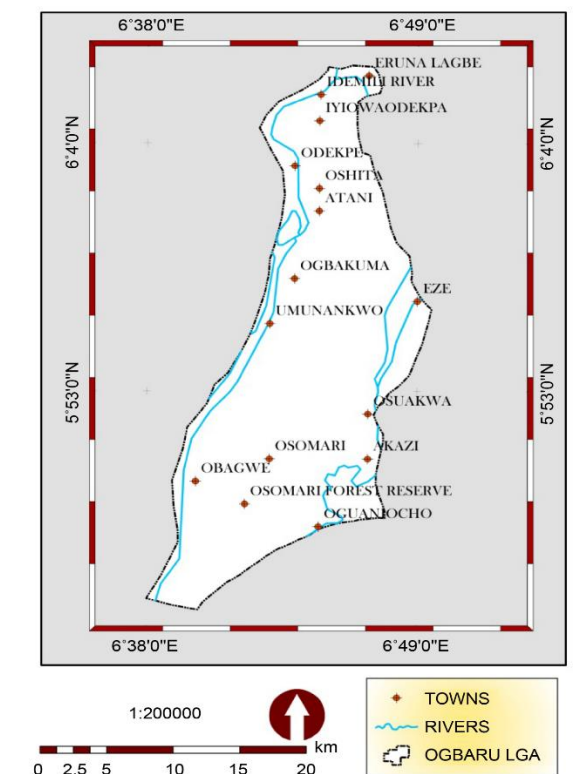 6°38'0"E 6°49'0"E
ERUNA LAGBE
IDEMILI RIVER
IYIOWAODEKPA
6°4'0"N 6°4'0"N
ODEKPE
OSHITA
ATANI
OGBAKUMA
EZE
UMUNANKWO
5°53'0"N 5°53'0"N
OSUAKWA
OSOMARI AKAZI
OBAGWE
OSOMARI FOREST RESERVE
OGUANIOCHO
6°38'0"E 6°49'0"E
1:200000
km
0 2.5 5 10 15 20
TOWNS
RIVERS
OGBARU LGA